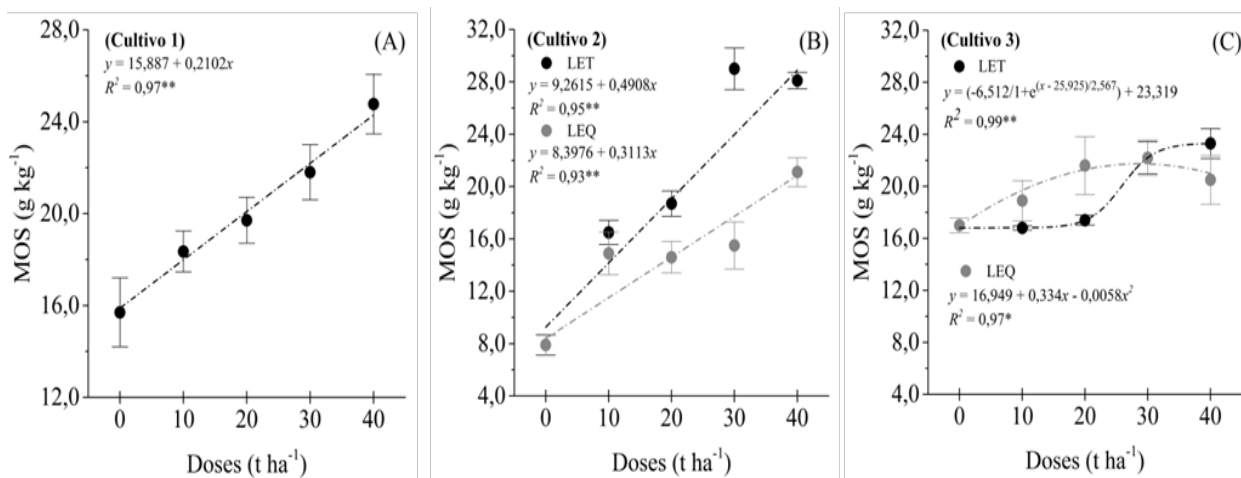 (Cultivo 1)
(A)
y = 15,887 + 0,2102x
R² = 0,97**
28,0
24,0
20,0
16,0
12,0
MOS (g kg⁻¹)
0 10 20 30 40
Doses (t ha⁻¹)
(Cultivo 2)
(B)
LET
y = 9,2615 + 0,4908x
R² = 0,95**
LEQ
y = 8,3976 + 0,3113x
R² = 0,93**
32,0
28,0
24,0
20,0
16,0
12,0
8,0
4,0
MOS (g kg⁻¹)
0 10 20 30 40
Doses (t ha⁻¹)
(Cultivo 3)
(C)
LET
y = (-6,512/1+e^(x - 25,925)/2,567) + 23,319
R² = 0,99**
LEQ
y = 16,949 + 0,334x - 0,0058x²
R² = 0,97*
32,0
28,0
24,0
20,0
16,0
12,0
8,0
4,0
MOS (g kg⁻¹)
0 10 20 30 40
Doses (t ha⁻¹)